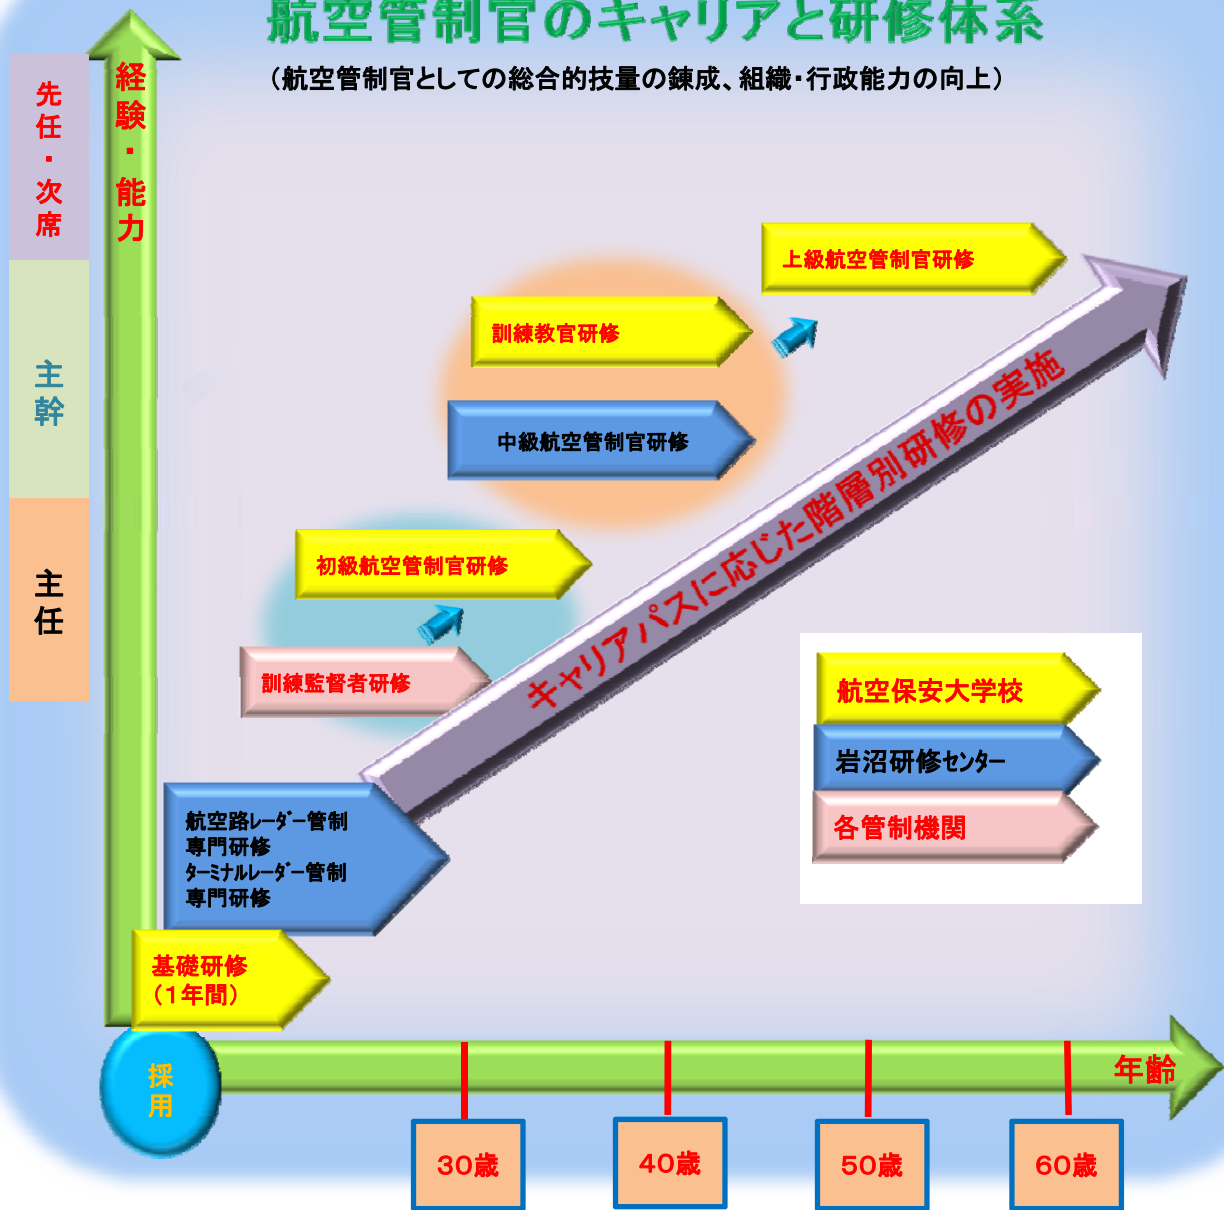 航空管制官のキャリアと研修体系
（航空管制官としての総合的技量の錬成、組織・行政能力の向上）
経験・能力
先任・次席
主幹
主任
上級航空管制官研修
訓練教官研修
中級航空管制官研修
初級航空管制官研修
訓練監督者研修
キャリアパスに応じた階層別研修の実施
航空保安大学校
岩沼研修ｾﾝﾀｰ
各管制機関
航空路ﾚｰﾀﾞｰ管制
専門研修
ﾀｰﾐﾅﾙﾚｰﾀﾞｰ管制
専門研修
基礎研修
（１年間）
採用
年齢
３０歳
４０歳
５０歳
６０歳